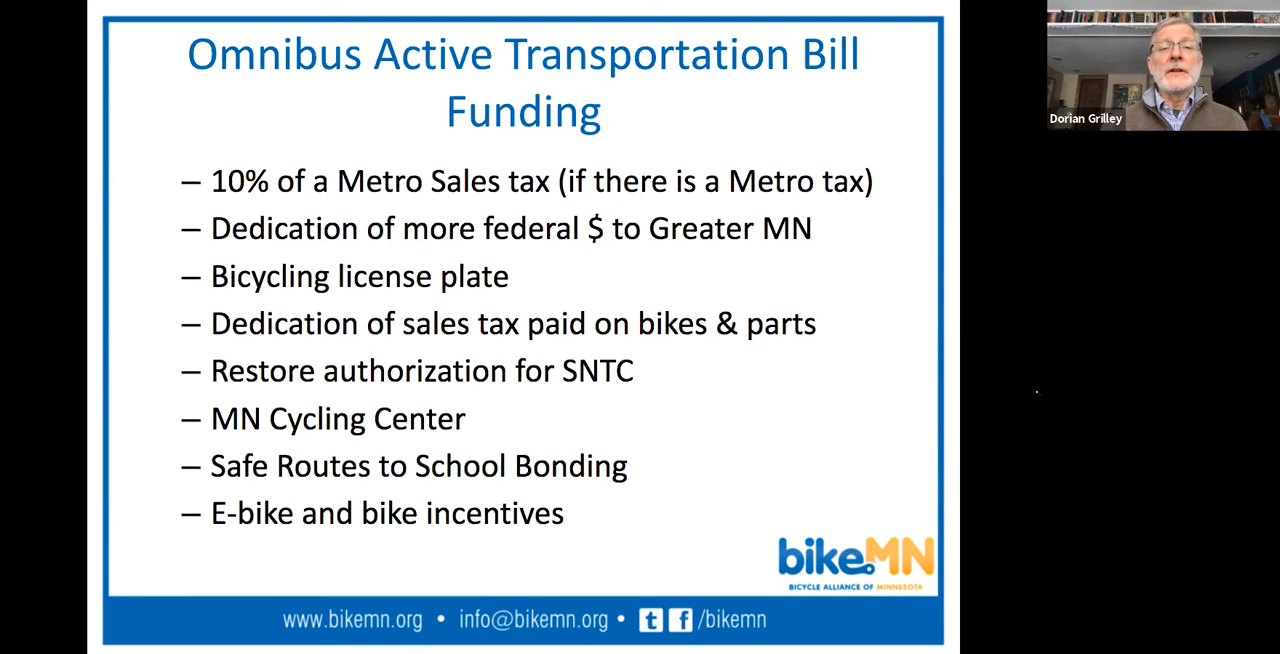 Omnibus Active Transportation Bill
Funding
– 10% of a Metro Sales tax (if there is a Metro tax)
– Dedication of more federal $ to Greater MN
– Bicycling license plate
– Dedication of sales tax paid on bikes & parts
– Restore authorization for SNTC
– MN Cycling Center
– Safe Routes to School Bonding
– E-bike and bike incentives
bikeMN
BICYCLE ALLIANCE OF MINNESOTA
www.bikemn.org • info@bikemn.org • t f /bikemn
Dorian Grilley